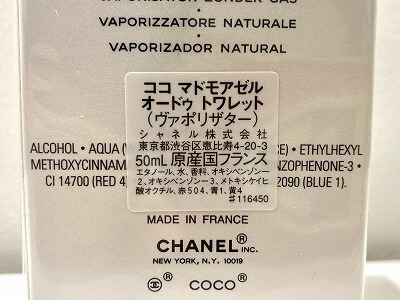 •
VAPORIZZATORE NATURALE
•
VAPORIZADOR NATURAL
ココ マドモアゼル
オードゥ トワレット
(ヴァポリザター)
シャネル株式会社
東京都渋谷区恵比寿4-20-3
50mL 原産国フランス
エタノール、水、香料、オキシベンゾン-
2、オキシベンゾン-3、メトキシケイヒ
酸オクチル、赤504、青1、黄4
#116450
ALCOHOL • AQUA • ETHYLHEXYL
METHOXYCINNAM NZOPHENONE-3 •
CI 14700 (RED 4) 2090 (BLUE 1).
MADE IN FRANCE
CHANEL® INC.
NEW YORK, N.Y. 10019
® COCO®